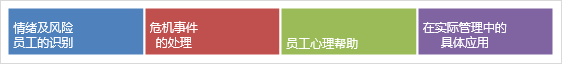 情绪及风险
员工的识别
危机事件
的处理
员工心理帮助
在实际管理中的
具体应用